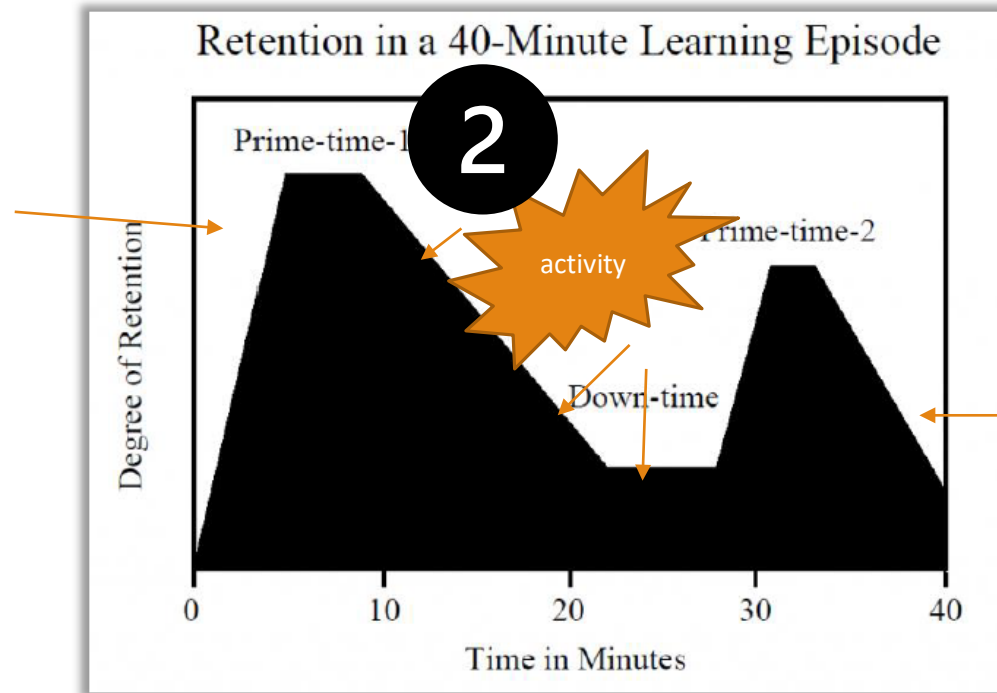 Retention in a 40-Minute Learning Episode
2
Prime-time-1
activity
Prime-time-2
Down-time
Degree of Retention
0 10 20 30 40
Time in Minutes